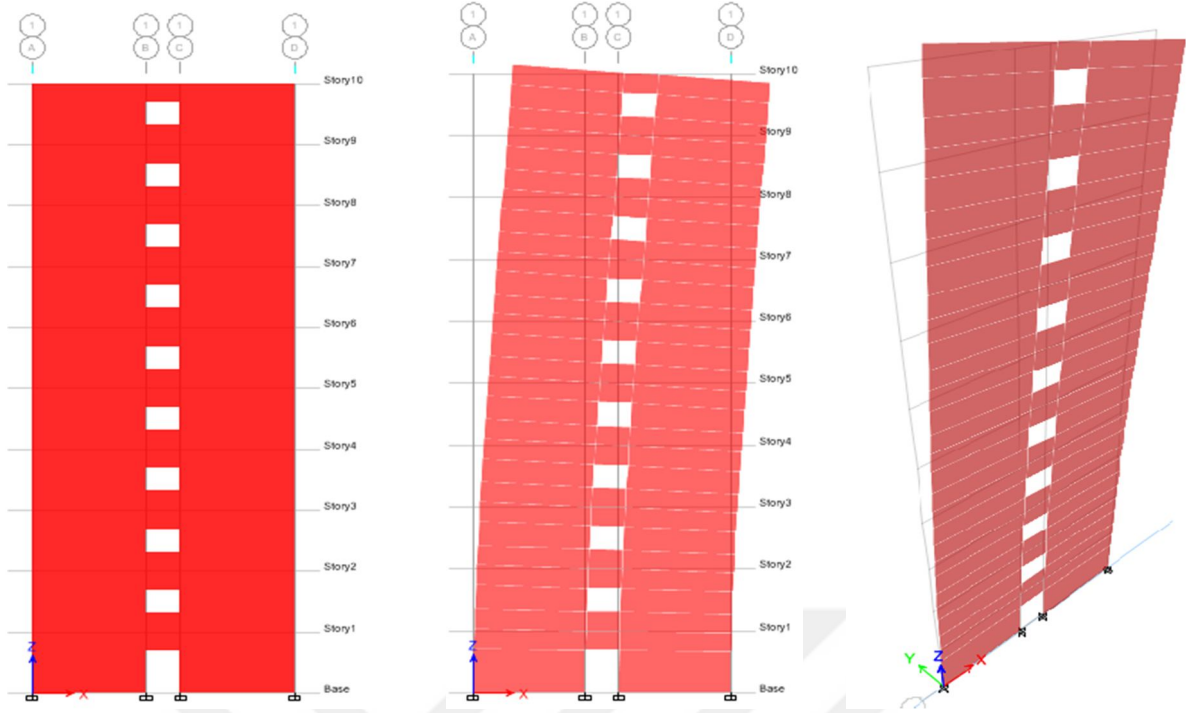 1 1 1 1
A B C D
Story10
Story9
Story8
Story7
Story6
Story5
Story4
Story3
Story2
Story1
Z
X
Base
1 1 1 1
A B C D
Story10
Story9
Story8
Story7
Story6
Story5
Story4
Story3
Story2
Story1
Z
X
Base
Y Z X